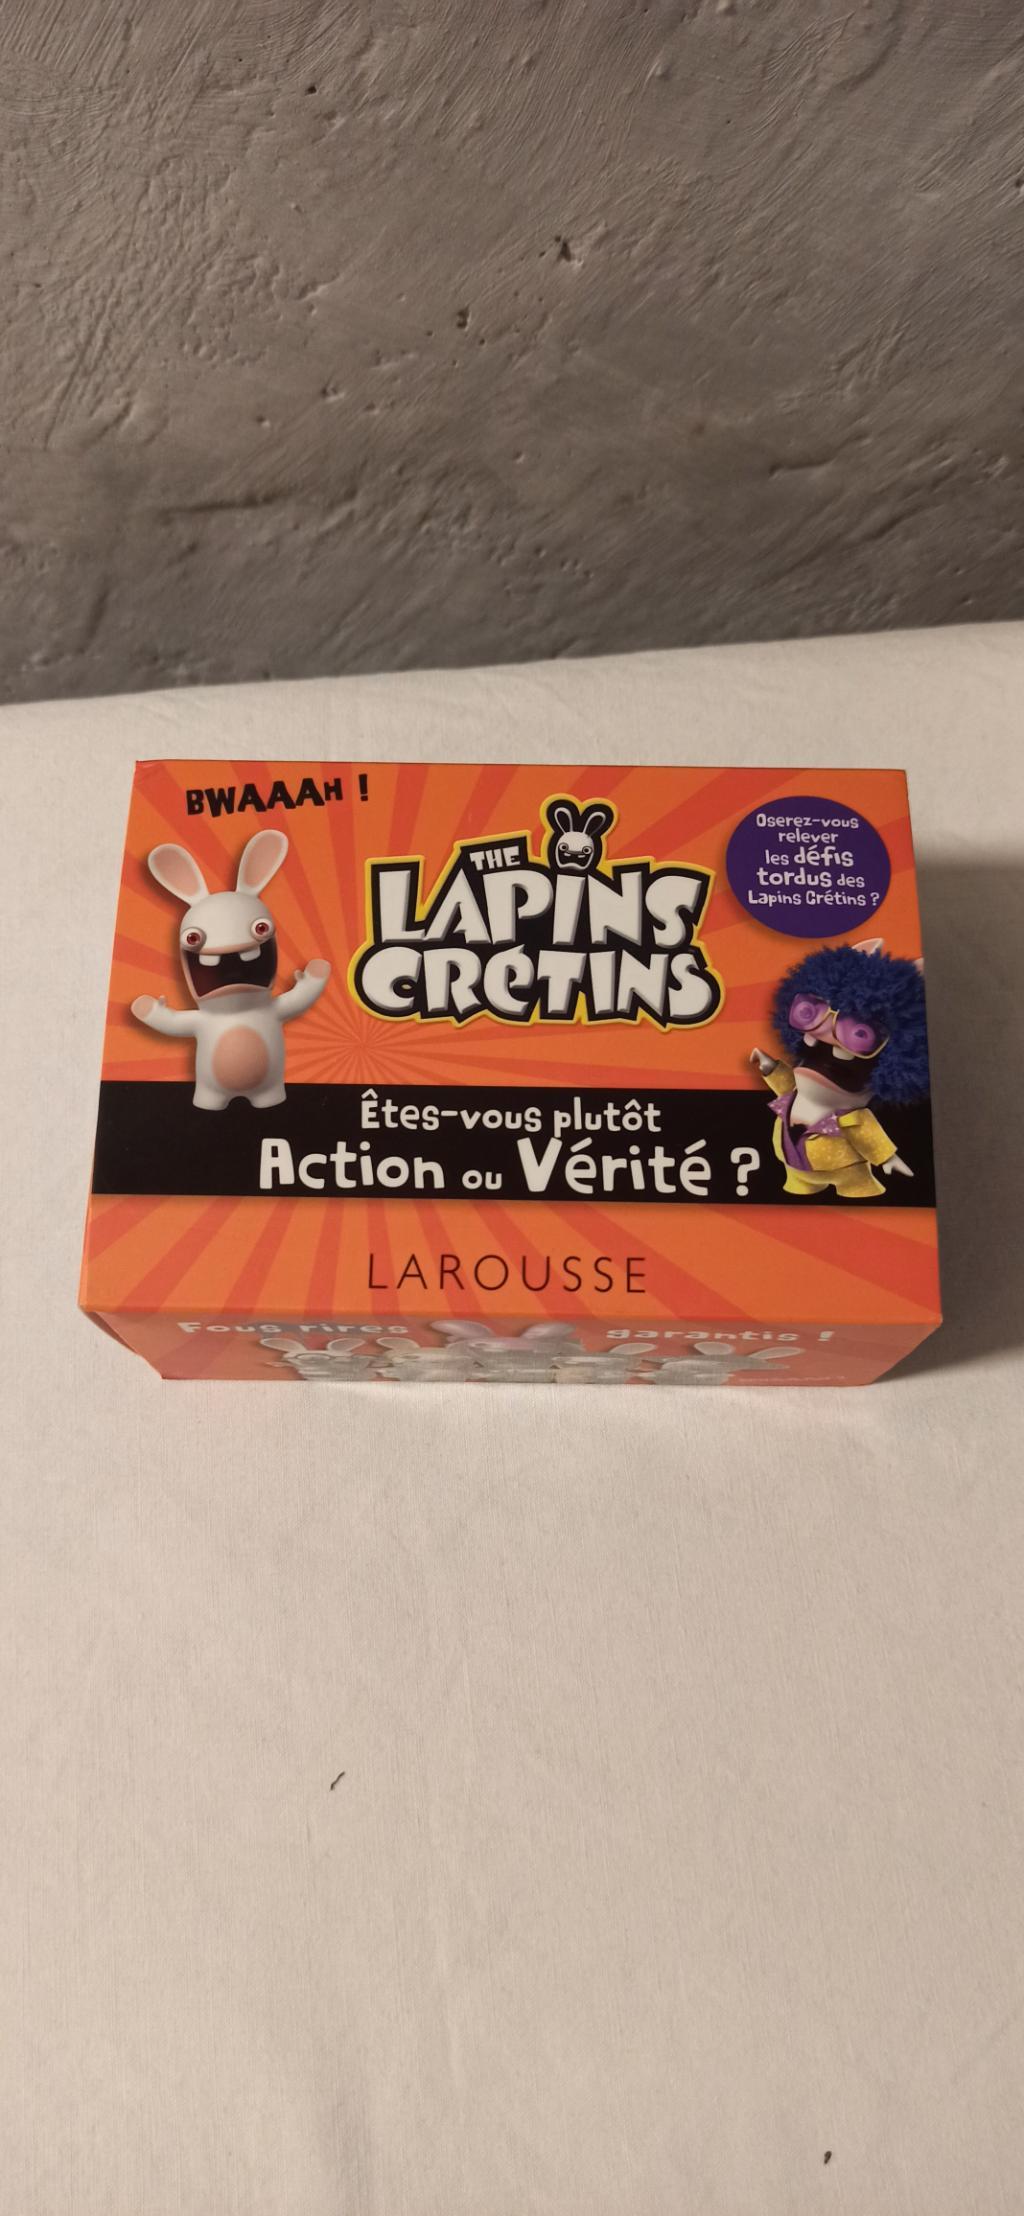 BWAAAH !
THE
LAPINS
CRÉTINS
Oserez-vous
relever
les défis
tordus des
Lapins Crétins ?
Êtes-vous plutôt
Action ou Vérité ?
LAROUSSE
Fous rires garantis !